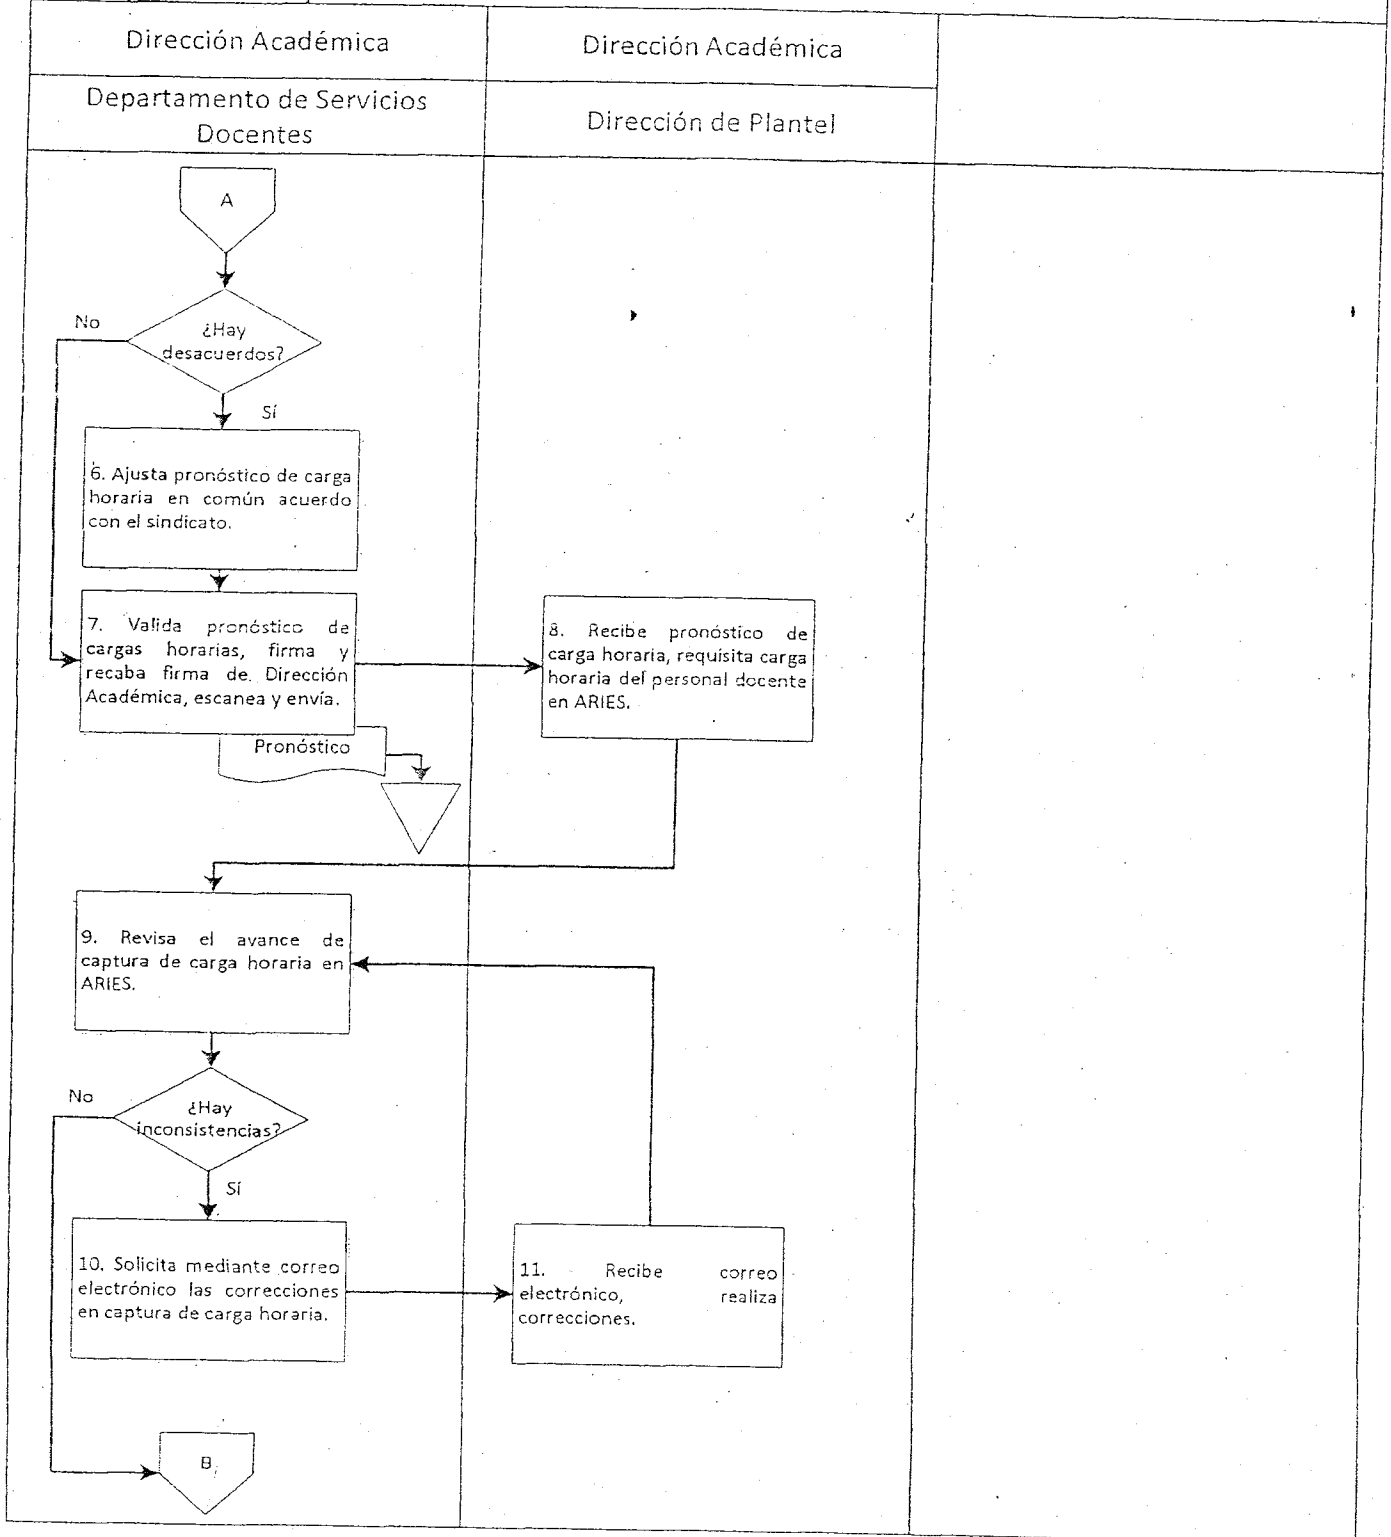 Dirección Académica
Dirección Académica
Departamento de Servicios
Docentes
Dirección de Plantel
A
No
¿Hay
desacuerdos?
Sí
6. Ajusta pronóstico de carga
horaria en común acuerdo
con el sindicato.
7. Valida pronóstico de
cargas horarias, firma y
recaba firma de Dirección
Académica, escanea y envía.
Pronóstico
8. Recibe pronóstico de
carga horaria, requisita carga
horaria del personal docente
en ARIES.
9. Revisa el avance de
captura de carga horaria en
ARIES.
No
¿Hay
inconsistencias?
Sí
10. Solicita mediante correo
electrónico las correcciones
en captura de carga horaria.
11. Recibe correo
electrónico, realiza
correcciones.
B